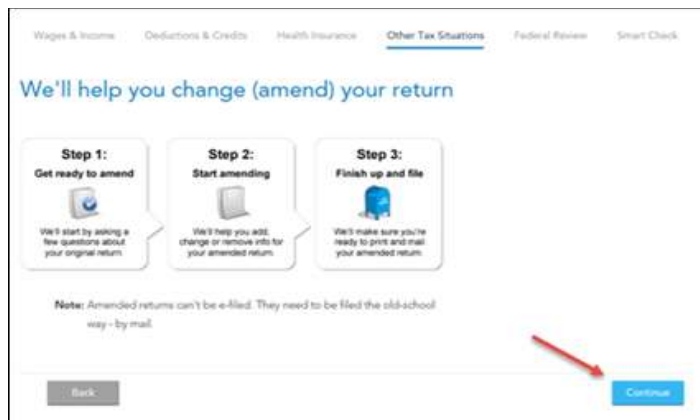 Wages & Income Deductions & Credits Health Insurance Other Tax Situations Federal Review Smart Check
We'll help you change (amend) your return
Step 1:
Get ready to amend
We'll start by asking a
few questions about
your original return
Step 2:
Start amending
We'll help you add,
change or remove info for
your amended return
Step 3:
Finish up and file
We'll make sure you're
ready to print and mail
your amended return
Note: Amended returns can't be e-filed. They need to be filed the old-school
way - by mail.
Back Continue